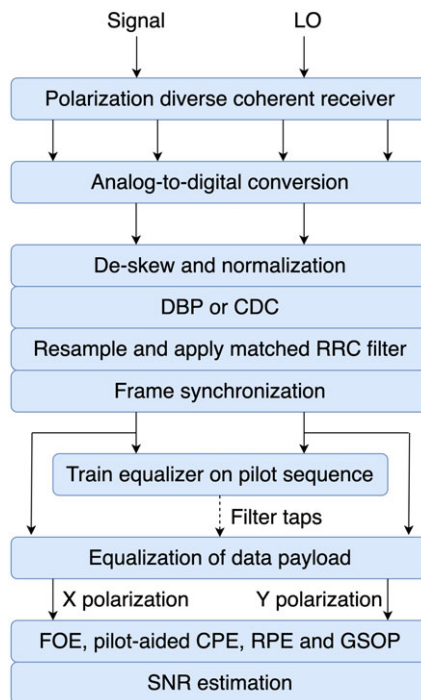 Signal LO
Polarization diverse coherent receiver
Analog-to-digital conversion
De-skew and normalization
DBP or CDC
Resample and apply matched RRC filter
Frame synchronization
Train equalizer on pilot sequence
Filter taps
Equalization of data payload
X polarization Y polarization
FOE, pilot-aided CPE, RPE and GSOP
SNR estimation